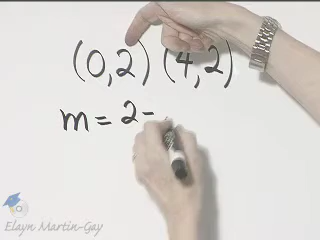 (0,2) (4,2)
m = 2-
Elayn Martin-Gay